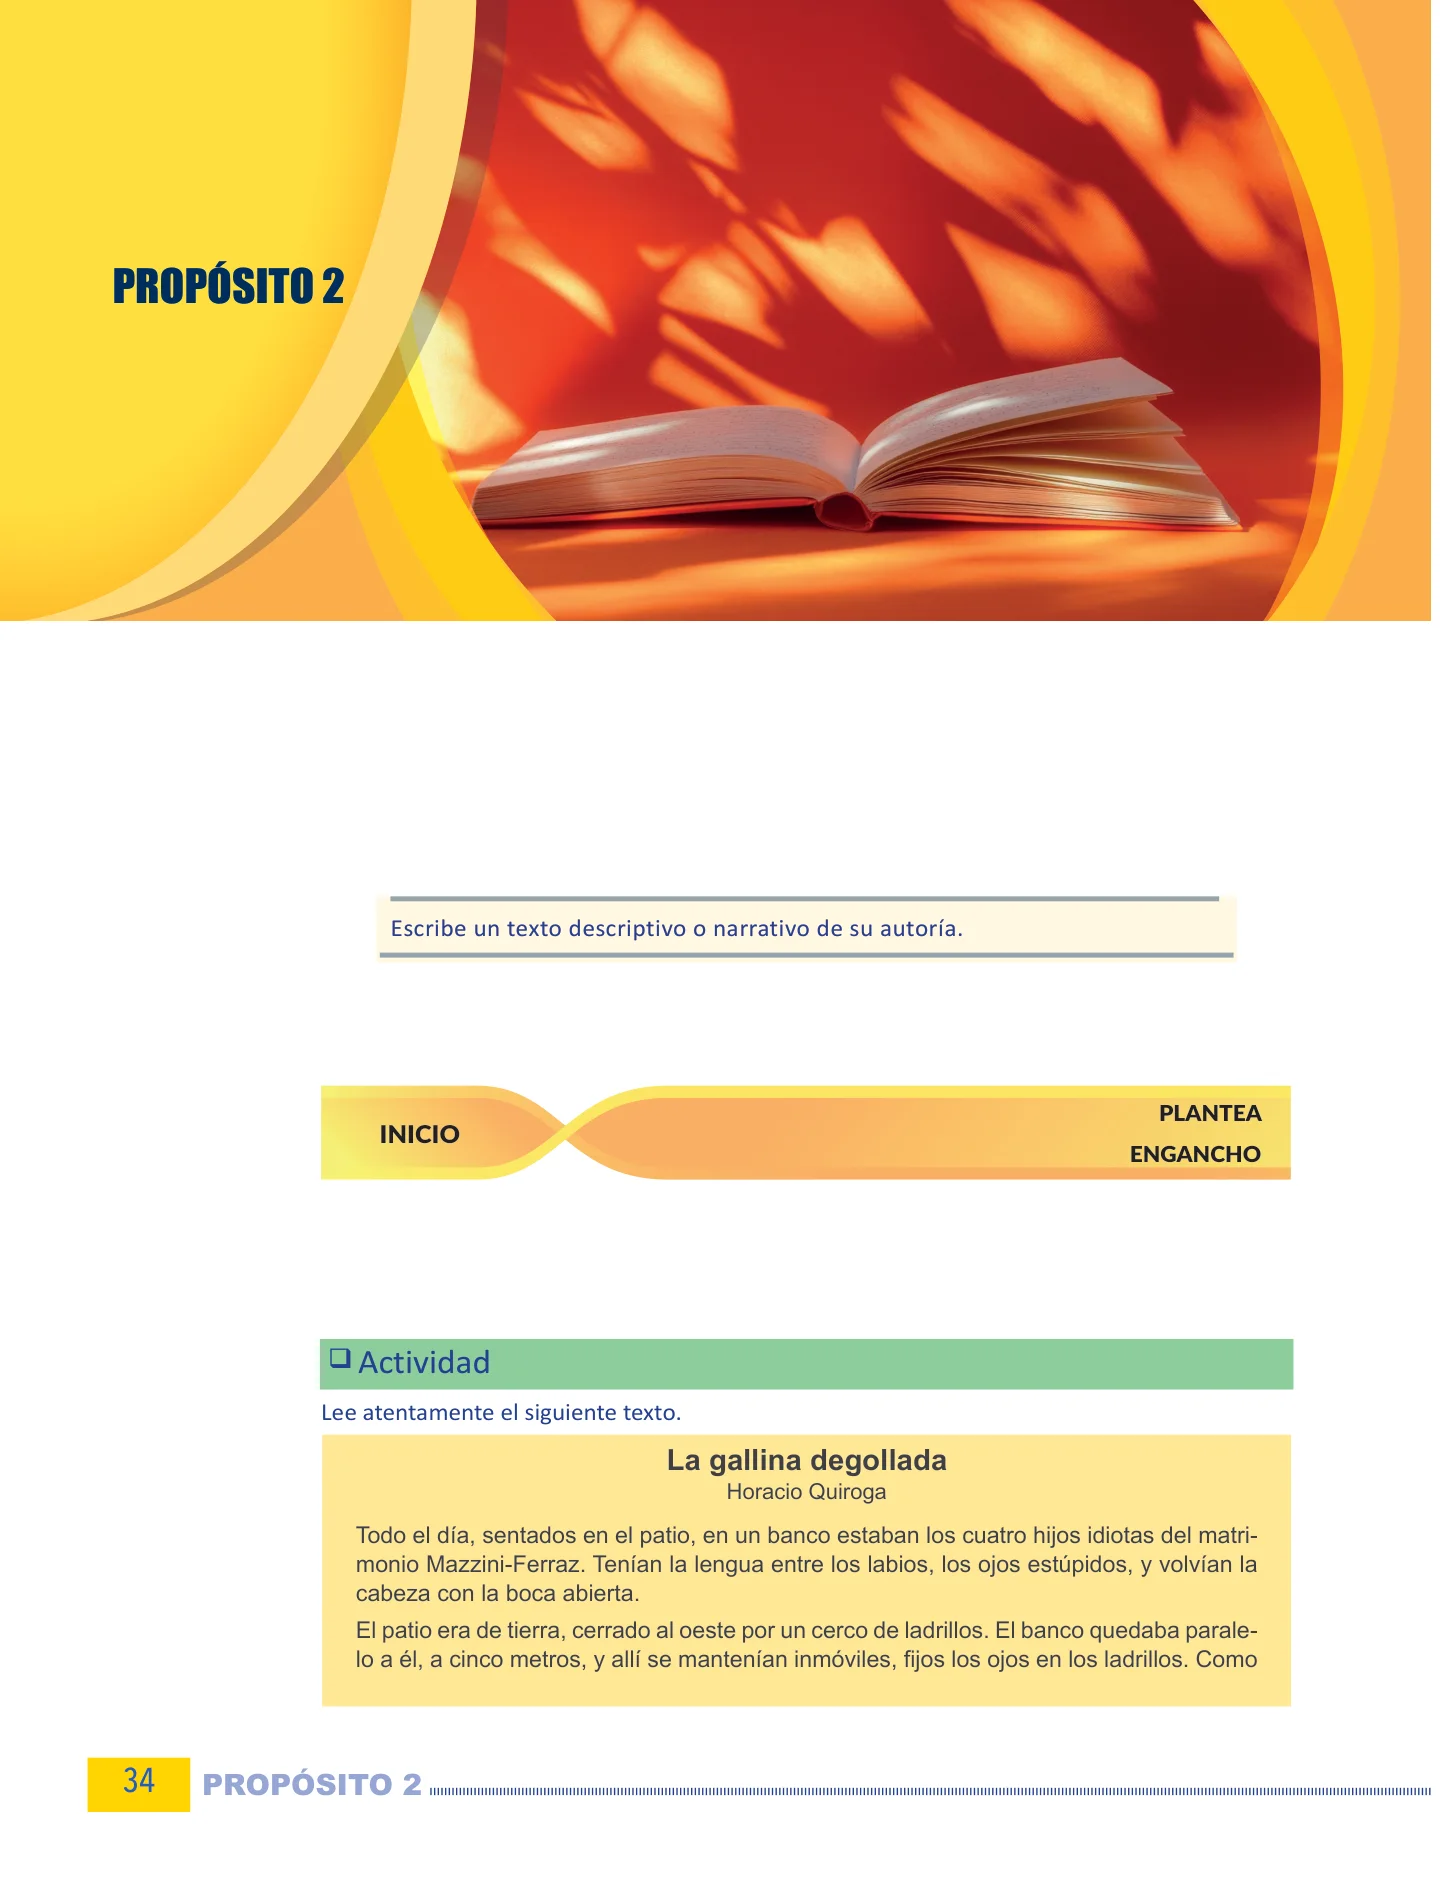 PROPÓSITO 2
Escribe un texto descriptivo o narrativo de su autoría.
INICIO
PLANTEA
ENGANCHO
❑ Actividad
Lee atentamente el siguiente texto.
La gallina degollada
Horacio Quiroga
Todo el día, sentados en el patio, en un banco estaban los cuatro hijos idiotas del matri-
monio Mazzini-Ferraz. Tenían la lengua entre los labios, los ojos estúpidos, y volvían la
cabeza con la boca abierta.
El patio era de tierra, cerrado al oeste por un cerco de ladrillos. El banco quedaba parale-
lo a él, a cinco metros, y allí se mantenían inmóviles, fijos los ojos en los ladrillos. Como
34 PROPÓSITO 2